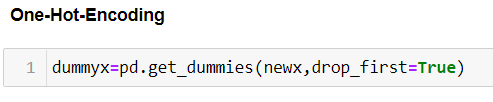 One-Hot-Encoding
1 dummyx=pd.get_dummies(newx,drop_first=True)